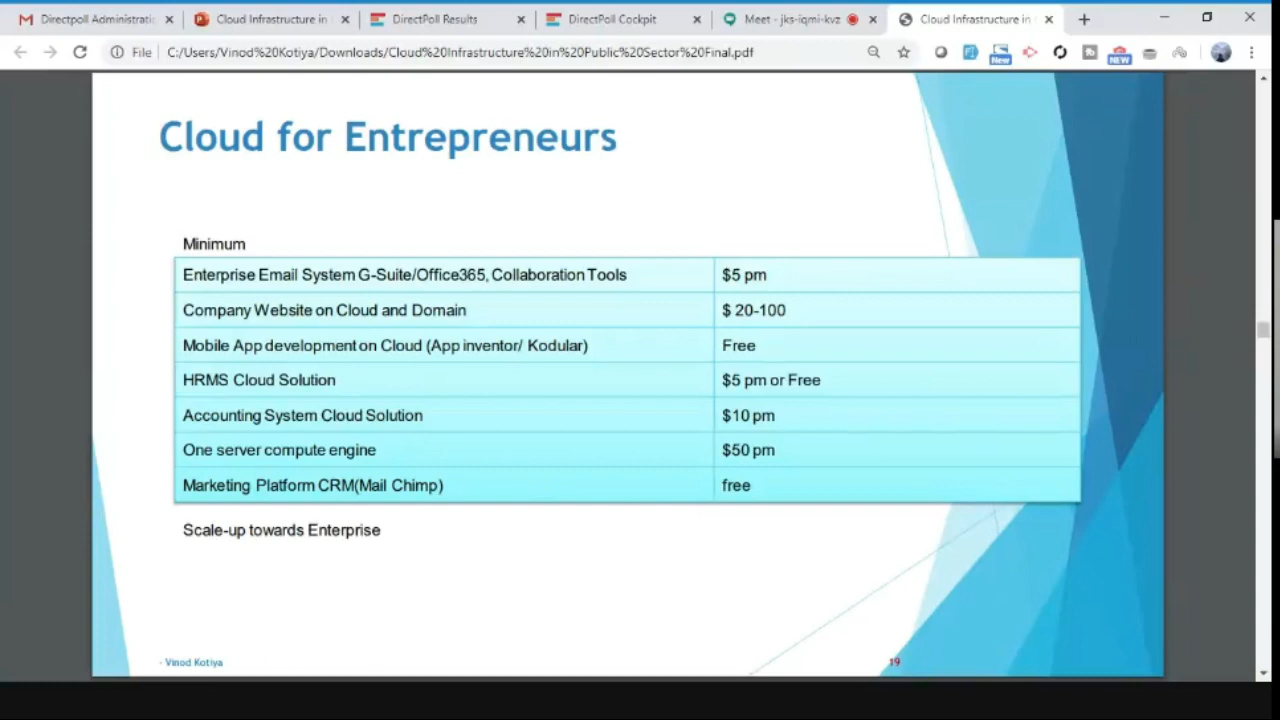 Directpoll Administratio
Cloud Infrastructure in
DirectPoll Results
DirectPoll Cockpit
Meet - jks-iqmi-kvz
Cloud Infrastructure in
File
C:/Users/Vinod%20Kotiya/Downloads/Cloud%20Infrastructure%20in%20Public%20Sector%20Final.pdf
New
NEW
Cloud for Entrepreneurs
Minimum
Enterprise Email System G-Suite/Office365, Collaboration Tools $5 pm
Company Website on Cloud and Domain $ 20-100
Mobile App development on Cloud (App inventor/ Kodular) Free
HRMS Cloud Solution $5 pm or Free
Accounting System Cloud Solution $10 pm
One server compute engine $50 pm
Marketing Platform CRM(Mail Chimp) free
Scale-up towards Enterprise
- Vinod Kotiya
19